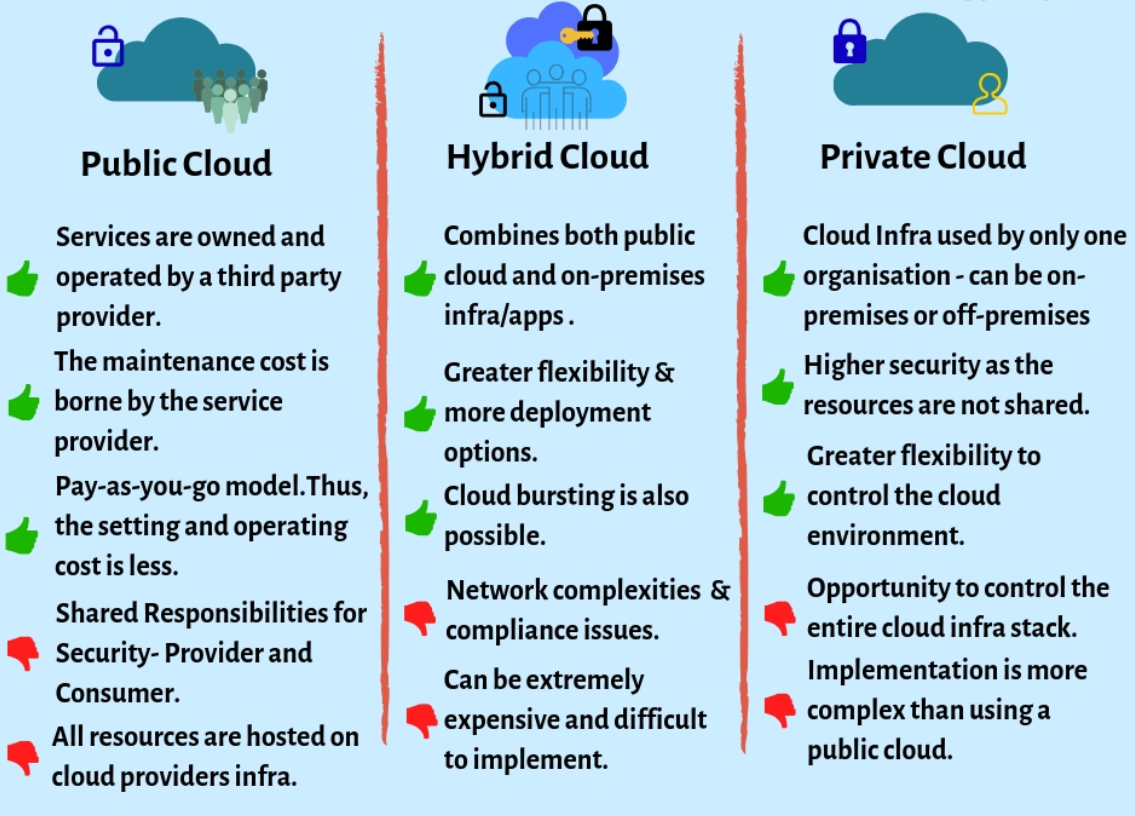 Public Cloud
Services are owned and
operated by a third party
provider.
The maintenance cost is
borne by the service
provider.
Pay-as-you-go model.Thus,
the setting and operating
cost is less.
Shared Responsibilities for
Security- Provider and
Consumer.
All resources are hosted on
cloud providers infra.
Hybrid Cloud
Combines both public
cloud and on-premises
infra/apps .
Greater flexibility &
more deployment
options.
Cloud bursting is also
possible.
Network complexities &
compliance issues.
Can be extremely
expensive and difficult
to implement.
Private Cloud
Cloud Infra used by only one
organisation - can be on-
premises or off-premises
Higher security as the
resources are not shared.
Greater flexibility to
control the cloud
environment.
Opportunity to control the
entire cloud infra stack.
Implementation is more
complex than using a
public cloud.